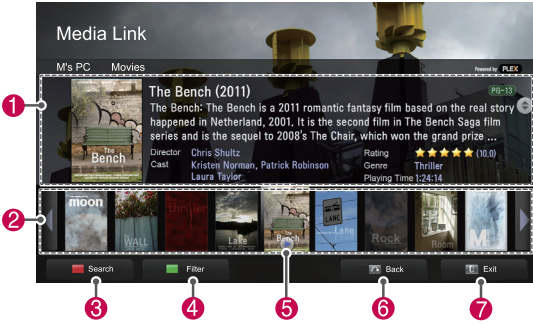 Media Link
M's PC Movies
Powered by PLEX
The Bench (2011) PG-13
The Bench: The Bench is a 2011 romantic fantasy film based on the real story
happened in Netherland, 2001. It is the second film in The Bench Saga film
series and is the sequel to 2008's The Chair, which won the grand prize ...
The
Bench
Director Chris Shultz
Cast Kristen Norman, Patrick Robinson
Laura Taylor
Rating (10.0)
Genre Thriller
Playing Time 1:24:14
1
2
moon
WALL
thriller
Lake
The
Bench
LANE
Lane
Rock
Room
M
Search
Filter
Back
Exit
3
4
5
6
7